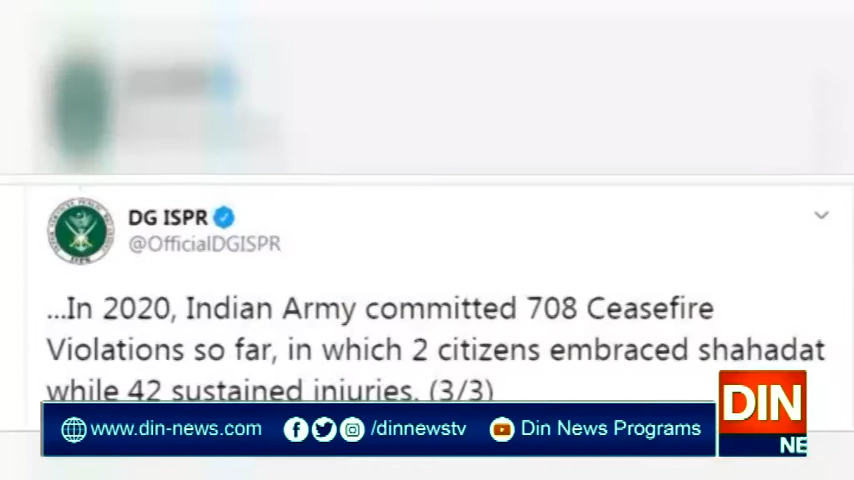 DG ISPR
@OfficialDGISPR
...In 2020, Indian Army committed 708 Ceasefire
Violations so far, in which 2 citizens embraced shahadat
while 42 sustained injuries. (3/3)
www.din-news.com
/dinnewstv
Din News Programs
DIN
NE